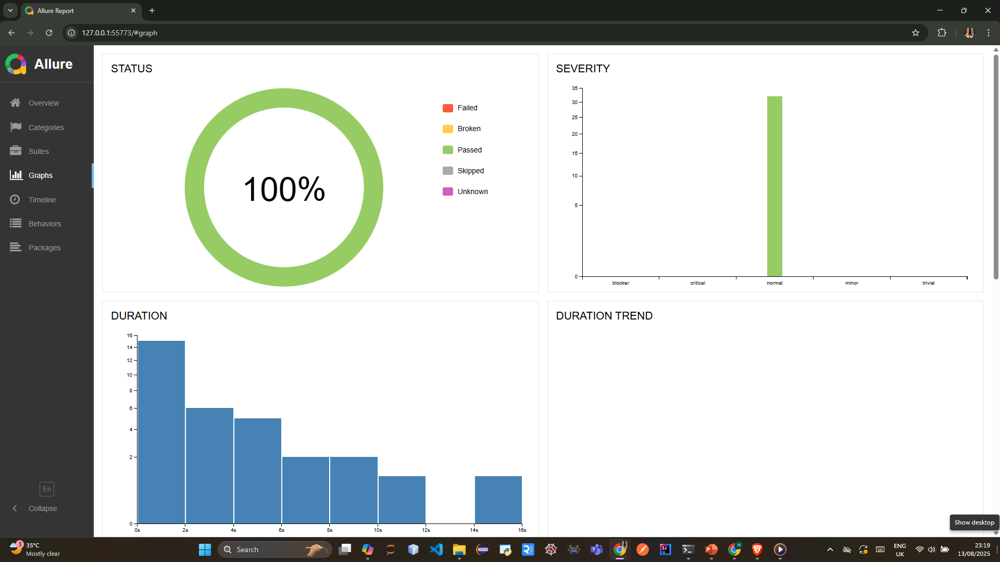 Allure Report
127.0.0.1:55773/#graph
Allure
Overview
Categories
Suites
Graphs
Timeline
Behaviors
Packages
En
Collapse
STATUS
100%
Failed
Broken
Passed
Skipped
Unknown
SEVERITY
35
30
25
20
15
10
5
0
blocker critical normal minor trivial
DURATION
16
14
12
10
8
6
4
2
0
0s 2s 4s 6s 8s 10s 12s 14s 16s
DURATION TREND
Show desktop
3
35°C
Mostly clear
Search
ENG
UK
23:19
13/08/2025